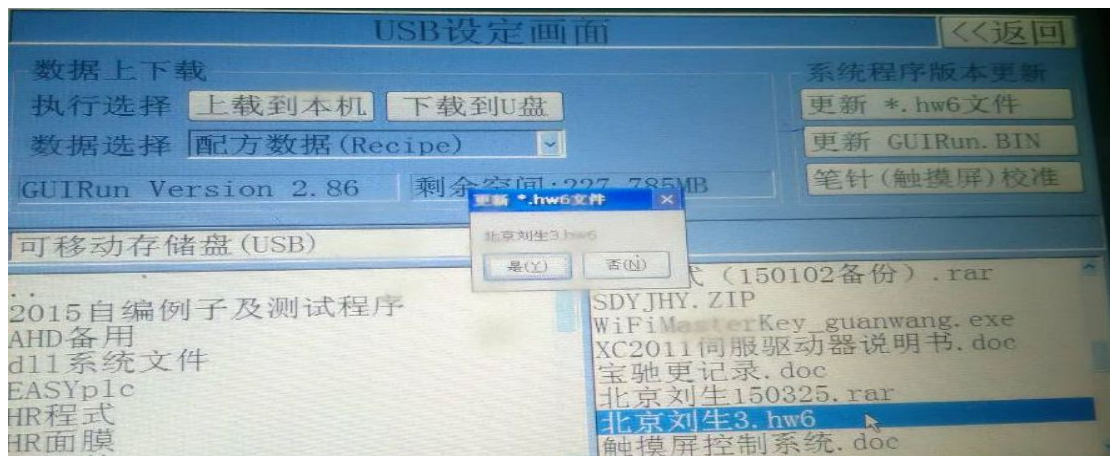 USB设定画面
<<返回
数据上下载
系统程序版本更新
执行选择 上载到本机 下载到U盘
更新 *.hw6文件
数据选择 配方数据(Recipe)
更新 GUIRun.BIN
GUIRun Version 2.86
剩余空间:227.785MB
笔针(触摸屏)校准
更新 *.hw6文件
北京刘生3.hw6
是(Y) 否(N)
可移动存储盘(USB)
..
2015自编例子及测试程序
AHD备用
dll系统文件
EASYplc
HR程式
HR面膜
(150102备份).rar
SDYJHY.ZIP
WiFiMasterKey_guanwang.exe
XC2011伺服驱动器说明书.doc
宝驰更记录.doc
北京刘生150325.rar
北京刘生3.hw6
触摸屏控制系统.doc